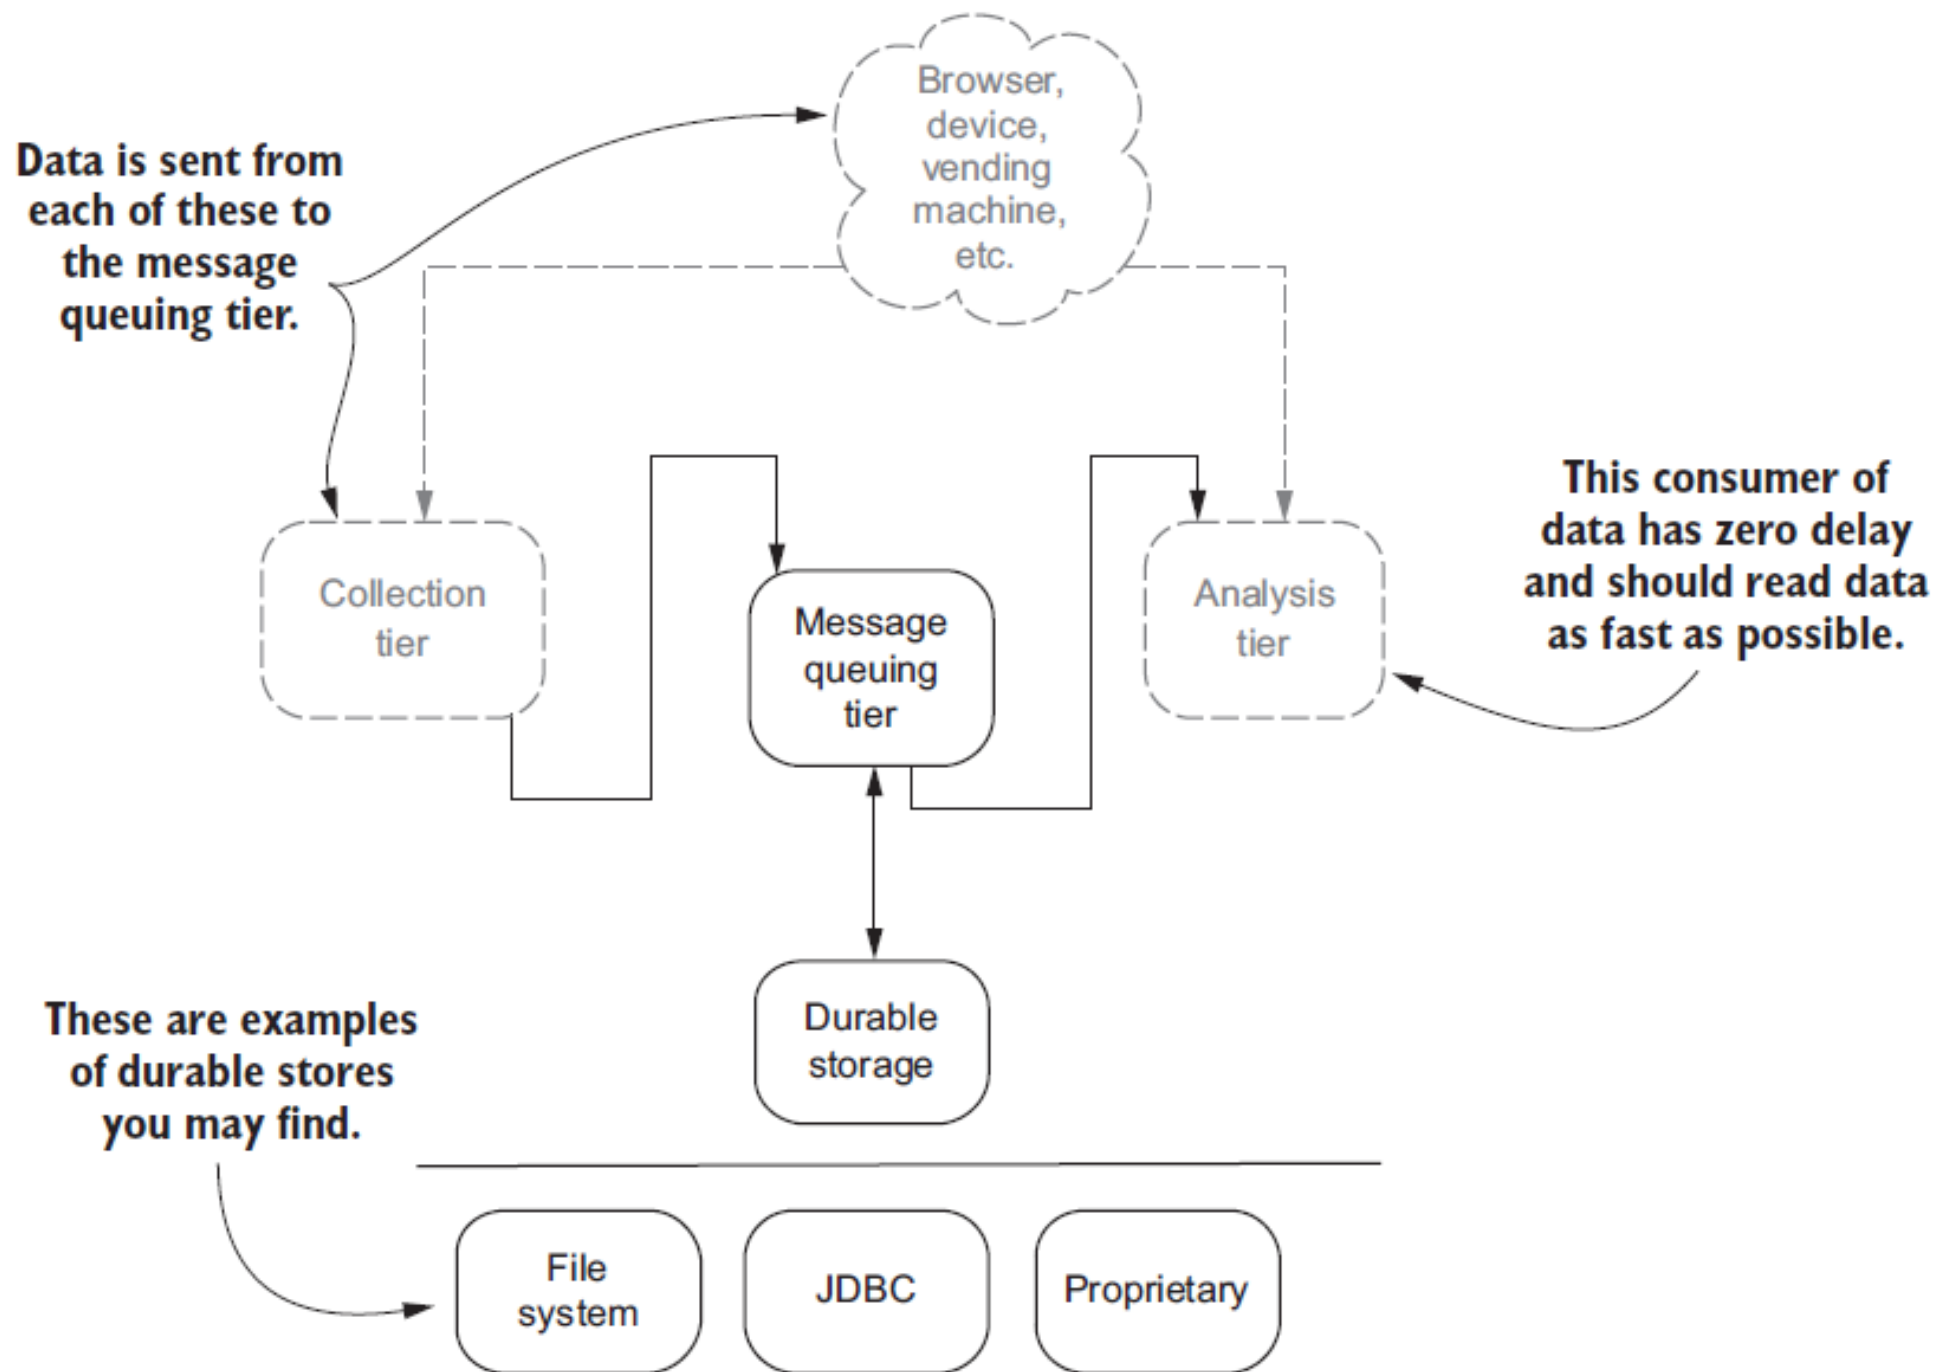 Browser,
device,
vending
machine,
etc.
Data is sent from
each of these to
the message
queuing tier.
Collection
tier
Message
queuing
tier
Analysis
tier
This consumer of
data has zero delay
and should read data
as fast as possible.
Durable
storage
These are examples
of durable stores
you may find.
File
system
JDBC
Proprietary